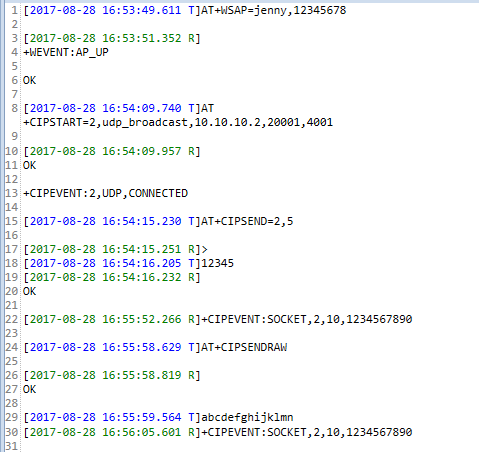 1 [2017-08-28 16:53:49.611 T]AT+WSAP=jenny,12345678
2
3 [2017-08-28 16:53:51.352 R]
4 +WEVENT:AP_UP
5
6 OK
7
8 [2017-08-28 16:54:09.740 T]AT
+CIPSTART=2,udp_broadcast,10.10.10.2,20001,4001
9
10 [2017-08-28 16:54:09.957 R]
11 OK
12
13 +CIPEVENT:2,UDP,CONNECTED
14
15 [2017-08-28 16:54:15.230 T]AT+CIPSEND=2,5
16
17 [2017-08-28 16:54:15.251 R]>
18 [2017-08-28 16:54:16.205 T]12345
19 [2017-08-28 16:54:16.232 R]
20 OK
21
22 [2017-08-28 16:55:52.266 R]+CIPEVENT:SOCKET,2,10,1234567890
23
24 [2017-08-28 16:55:58.629 T]AT+CIPSENDRAW
25
26 [2017-08-28 16:55:58.819 R]
27 OK
28
29 [2017-08-28 16:55:59.564 T]abcdefghijklmn
30 [2017-08-28 16:56:05.601 R]+CIPEVENT:SOCKET,2,10,1234567890
31